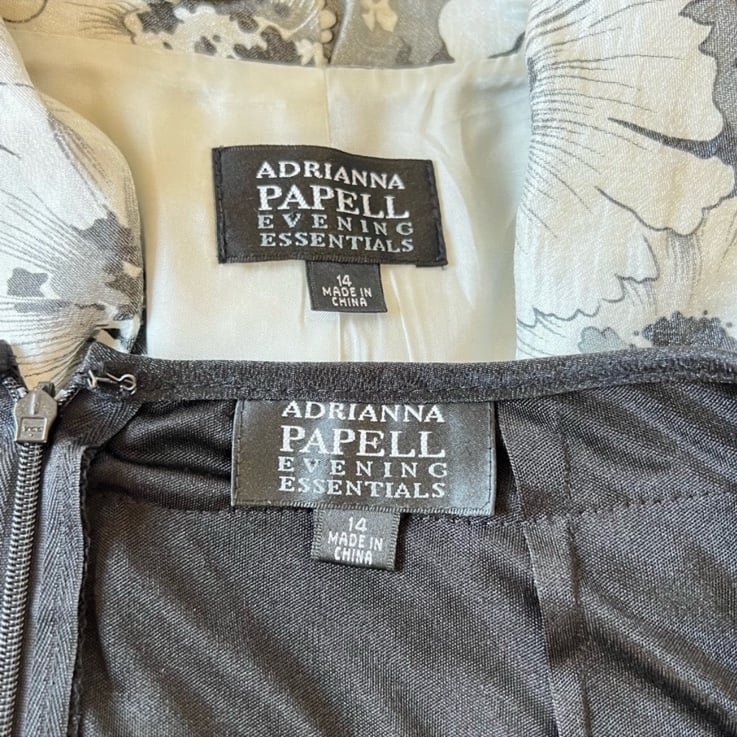 ADRIANNA
PAPELL
EVENING
ESSENTIALS
14
MADE IN
CHINA
ADRIANNA
PAPELL
EVENING
ESSENTIALS
14
MADE IN
CHINA